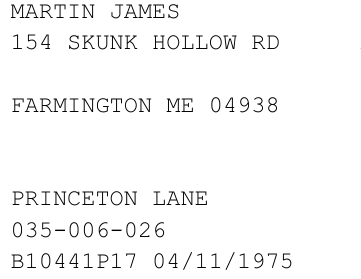 MARTIN JAMES
154 SKUNK HOLLOW RD
FARMINGTON ME 04938
PRINCETON LANE
035-006-026
B10441P17 04/11/1975